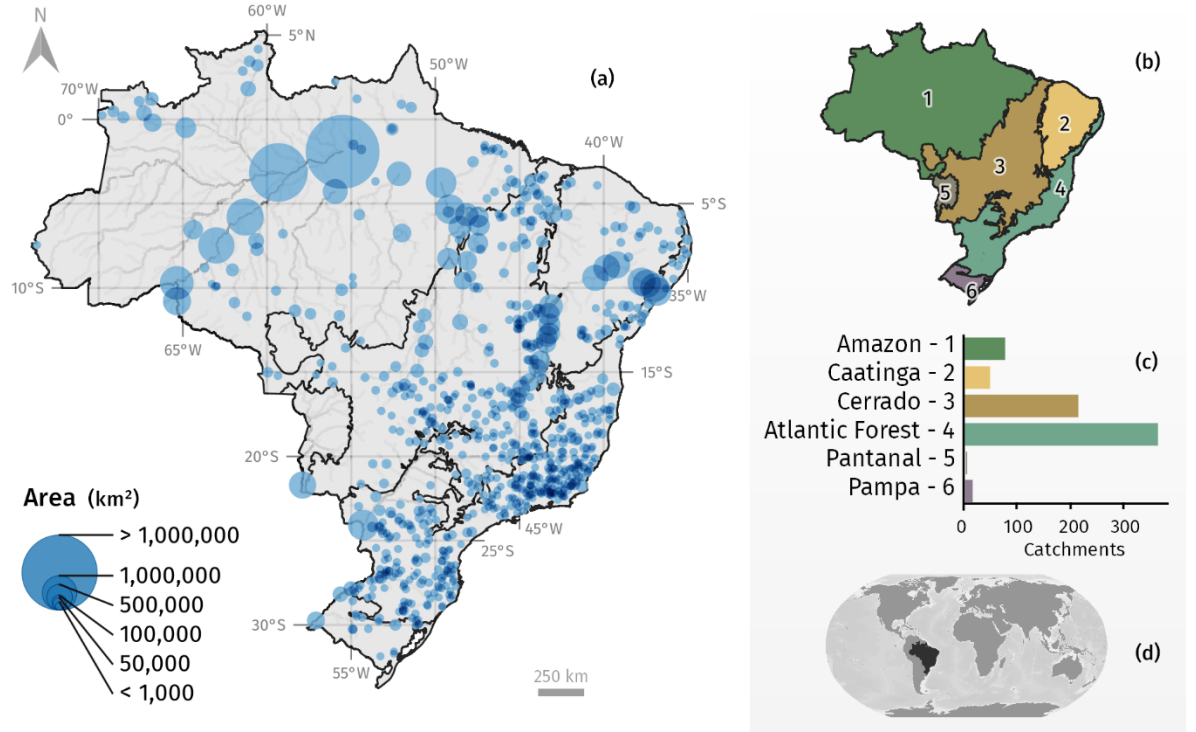 N
60°W
5°N
50°W
(a)
70°W
0°
40°W
5°S
10°S
35°W
65°W
15°S
20°S
Area (km²)
> 1,000,000
1,000,000
500,000
100,000
50,000
< 1,000
45°W
25°S
30°S
55°W
250 km
(b)
1
2
3
4
5
6
(c)
Amazon - 1
Caatinga - 2
Cerrado - 3
Atlantic Forest - 4
Pantanal - 5
Pampa - 6
0 100 200 300
Catchments
(d)